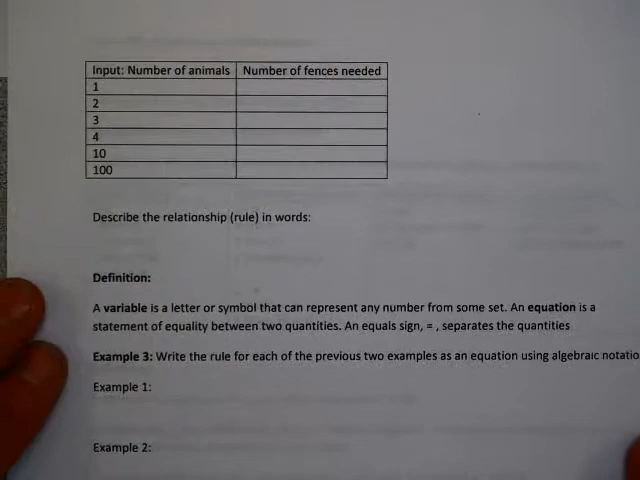 Input: Number of animals Number of fences needed
1
2
3
4
10
100
Describe the relationship (rule) in words:
Definition:
A variable is a letter or symbol that can represent any number from some set. An equation is a
statement of equality between two quantities. An equals sign, = , separates the quantities
Example 3: Write the rule for each of the previous two examples as an equation using algebraic notatio
Example 1:
Example 2: